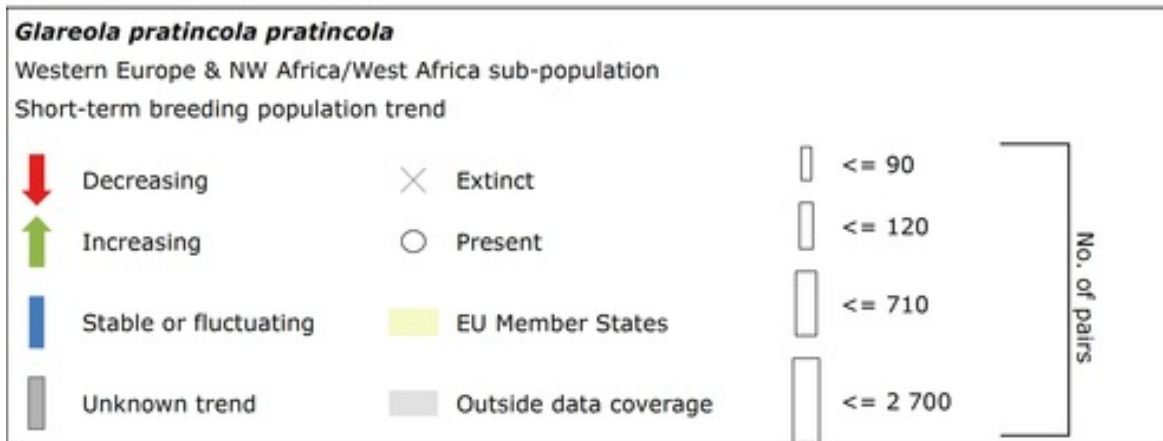 Glareola pratincola pratincola
Western Europe & NW Africa/West Africa sub-population
Short-term breeding population trend
Decreasing
Extinct
<= 90
Increasing
Present
<= 120
Stable or fluctuating
EU Member States
<= 710
Unknown trend
Outside data coverage
<= 2 700
No. of pairs